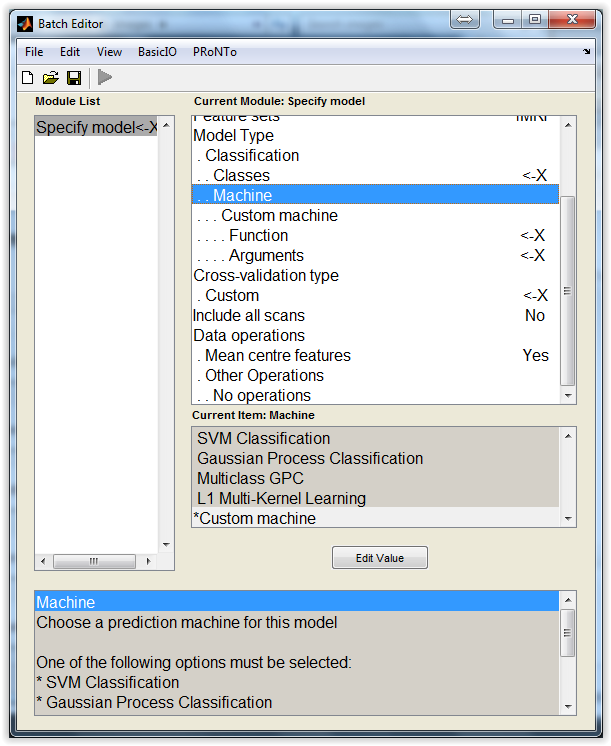 Batch Editor
File Edit View BasicIO PRoNTo
Module List
Specify model<-X
Current Module: Specify model
Feature sets fMRI
Model Type
. Classification
. . Classes <-X
. . Machine
. . . Custom machine
. . . . Function <-X
. . . . Arguments <-X
Cross-validation type
. Custom <-X
Include all scans No
Data operations
. Mean centre features Yes
. Other Operations
. . No operations
Current Item: Machine
SVM Classification
Gaussian Process Classification
Multiclass GPC
L1 Multi-Kernel Learning
*Custom machine
Edit Value
Machine
Choose a prediction machine for this model
One of the following options must be selected:
* SVM Classification
* Gaussian Process Classification